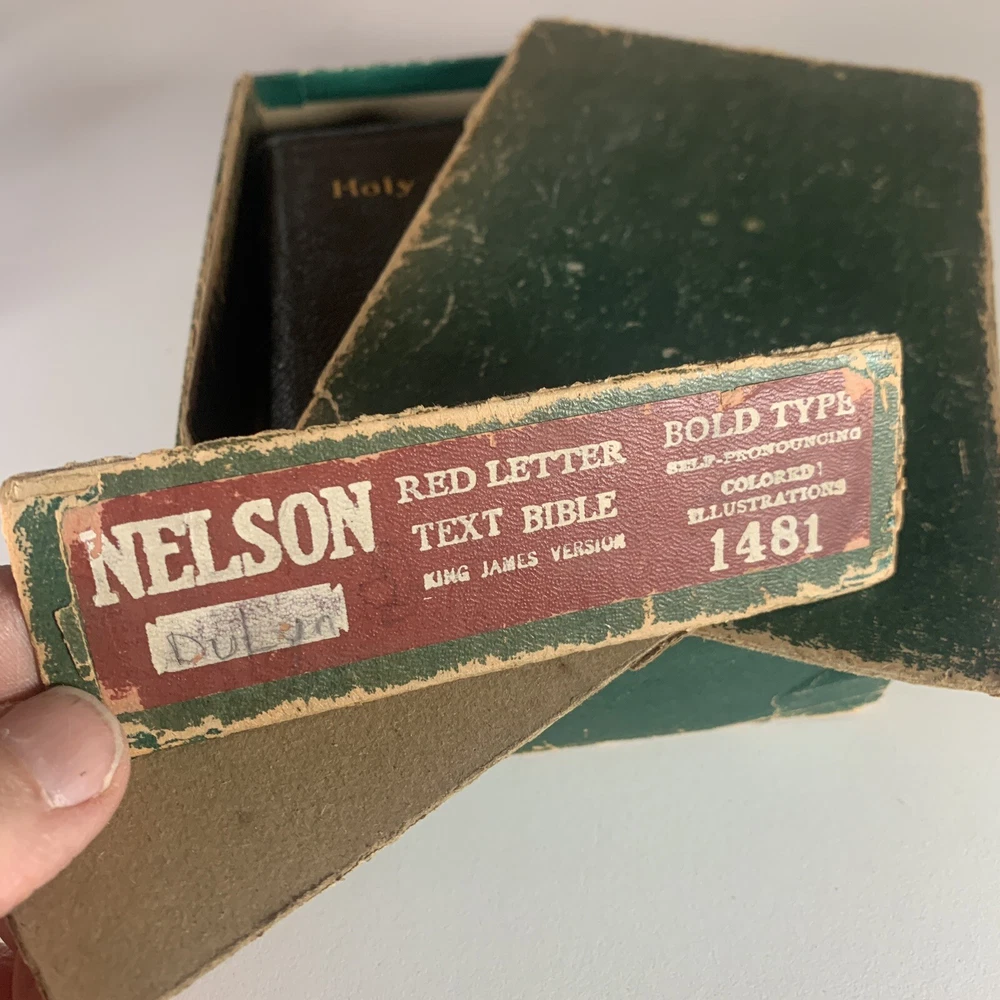 Holy
NELSON
RED LETTER
TEXT BIBLE
KING JAMES VERSION
BOLD TYPE
SELF-PRONOUNCING
COLORED
ILLUSTRATIONS
1481